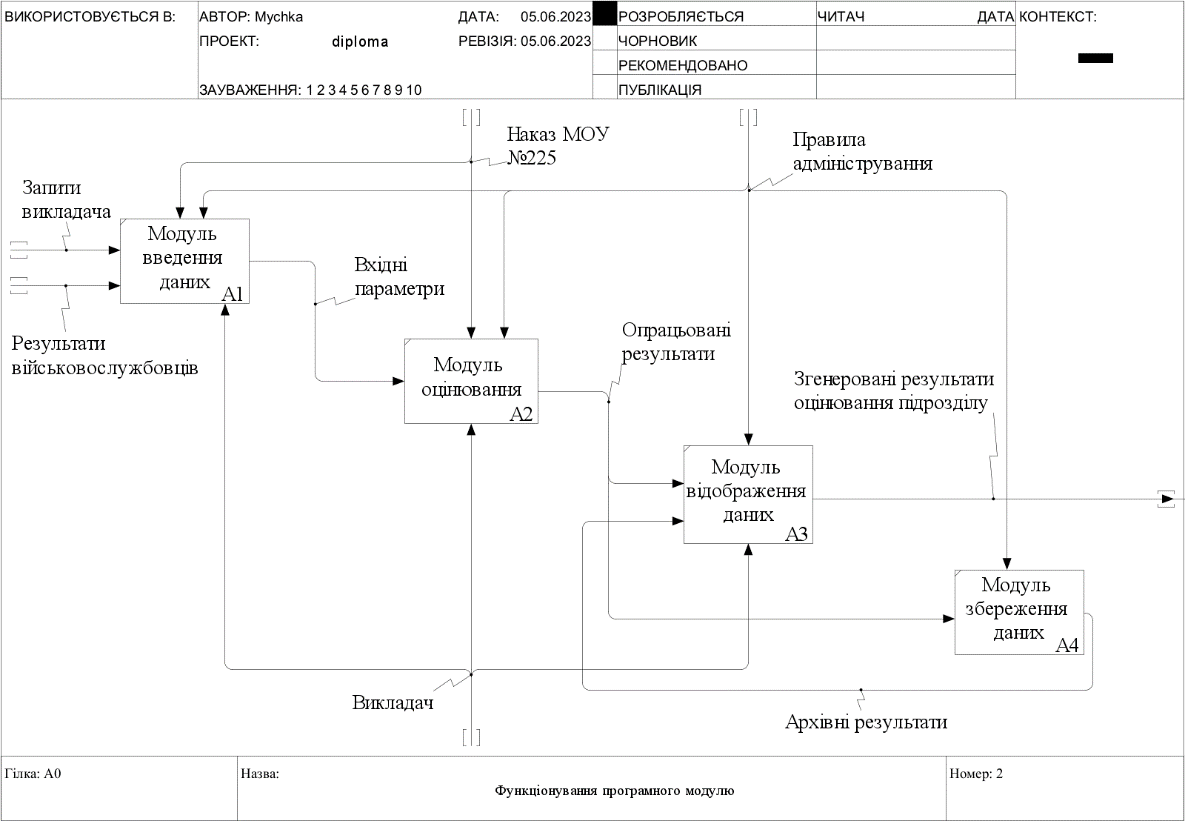 ВИКОРИСТОВУЄТЬСЯ В:
АВТОР: Mychka
ДАТА: 05.06.2023
РОЗРОБЛЯЄТЬСЯ
ЧИТАЧ
ДАТА
КОНТЕКСТ:
ПРОЕКТ: diploma
РЕВІЗІЯ: 05.06.2023
ЧОРНОВИК
РЕКОМЕНДОВАНО
ЗАУВАЖЕННЯ: 1 2 3 4 5 6 7 8 9 10
ПУБЛІКАЦІЯ
Наказ МОУ
№225
Правила
адміністрування
Запити
викладача
Модуль
введення
даних
A1
Вхідні
параметри
Результати
військовослужбовців
Модуль
оцінювання
A2
Опрацьовані
результати
Згенеровані результати
оцінювання підрозділу
Модуль
відображення
даних
A3
Модуль
збереження
даних
A4
Викладач
Архівні результати
Гілка: A0
Назва:
Функціонування програмного модулю
Номер: 2